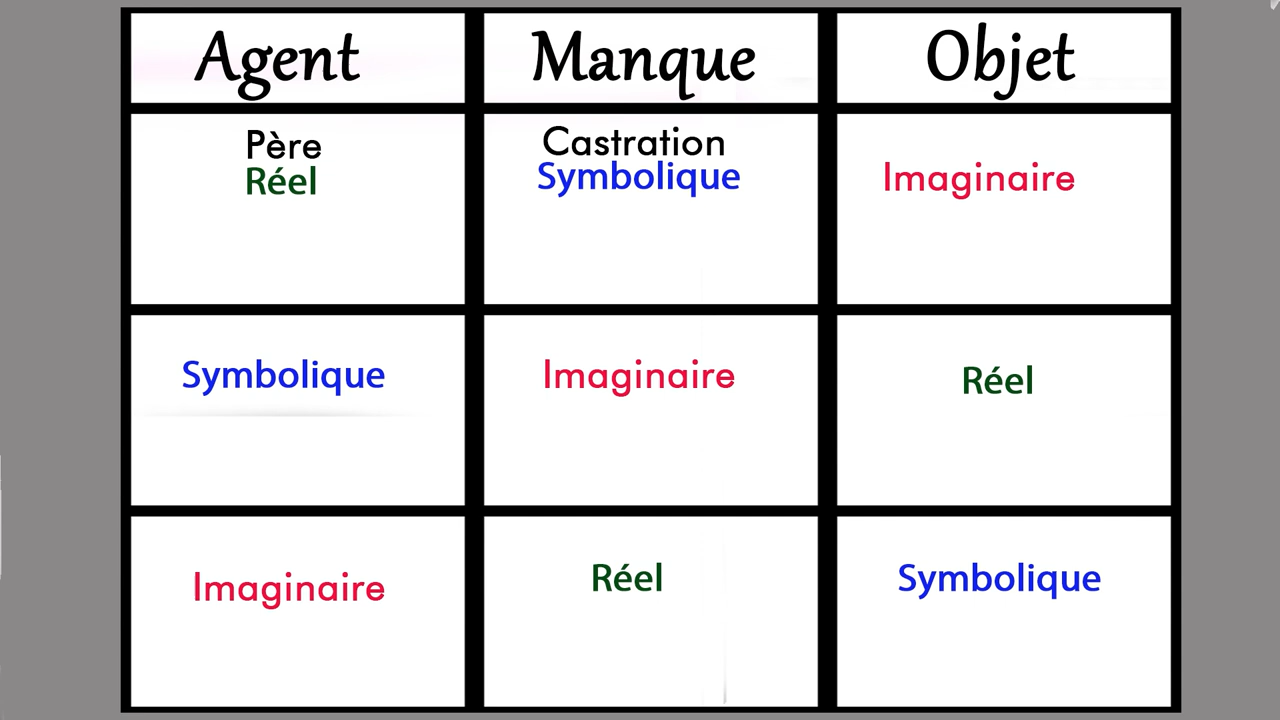 Agent Manque Objet
Père Castration
Réel Symbolique Imaginaire
Symbolique Imaginaire Réel
Imaginaire Réel Symbolique